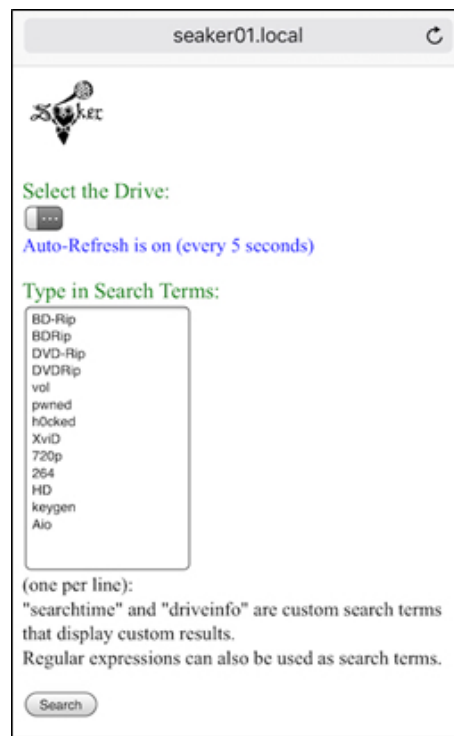 seaker01.local
Seaker
Select the Drive:
...
Auto-Refresh is on (every 5 seconds)
Type in Search Terms:
BD-Rip
BDRip
DVD-Rip
DVDRip
vol
pwned
h0cked
XviD
720p
264
HD
keygen
Aio
(one per line):
"searchtime" and "driveinfo" are custom search terms
that display custom results.
Regular expressions can also be used as search terms.
Search